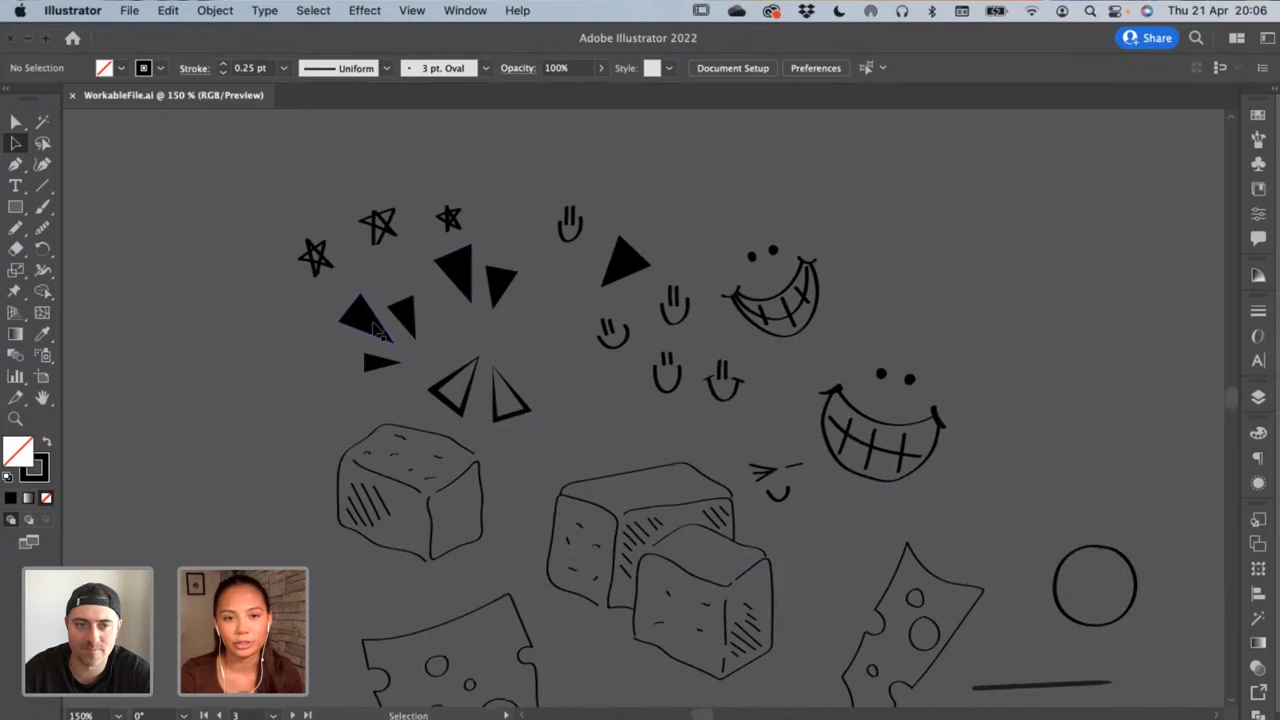 Illustrator File Edit Object Type Select Effect View Window Help Thu 21 Apr 20:06
Adobe Illustrator 2022 Share
No Selection Stroke: 0.25 pt Uniform 3 pt. Oval Opacity: 100% Style: Document Setup Preferences
× WorkableFile.ai @ 150 % (RGB/Preview)
150% 0° 3 Selection